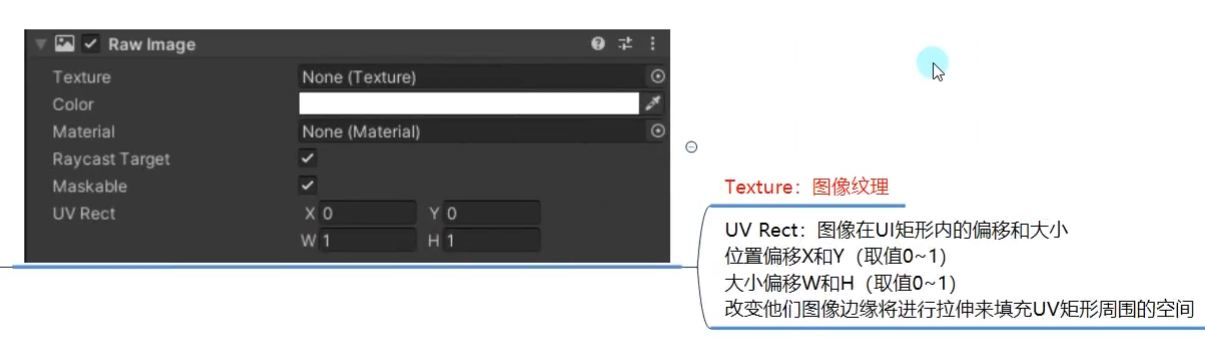 Raw Image
Texture None (Texture)
Color
Material None (Material)
Raycast Target
Maskable
UV Rect X 0 Y 0
W 1 H 1
Texture：图像纹理
UV Rect：图像在UI矩形内的偏移和大小
位置偏移X和Y（取值0~1）
大小偏移W和H（取值0~1）
改变他们图像边缘将进行拉伸来填充UV矩形周围的空间